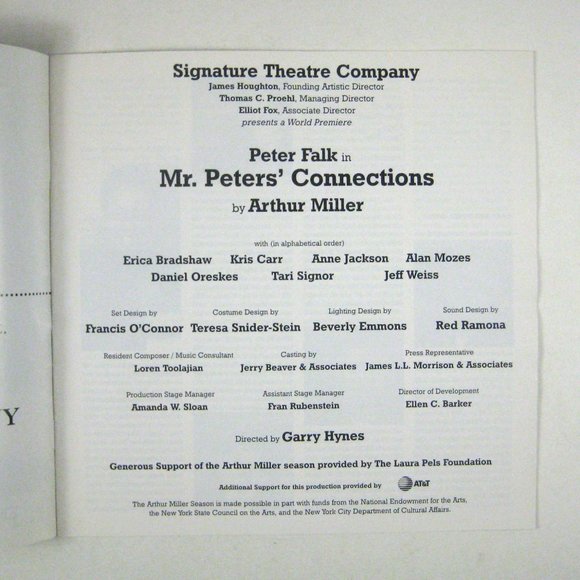 Signature Theatre Company
James Houghton, Founding Artistic Director
Thomas C. Proehl, Managing Director
Elliot Fox, Associate Director
presents a World Premiere
Peter Falk in
Mr. Peters' Connections
by Arthur Miller
with (in alphabetical order)
Erica Bradshaw Kris Carr Anne Jackson Alan Mozes
Daniel Oreskes Tari Signor Jeff Weiss
Set Design by Costume Design by Lighting Design by Sound Design by
Francis O'Connor Teresa Snider-Stein Beverly Emmons Red Ramona
Resident Composer / Music Consultant Casting by Press Representative
Loren Toolajian Jerry Beaver & Associates James L.L. Morrison & Associates
Production Stage Manager Assistant Stage Manager Director of Development
Amanda W. Sloan Fran Rubenstein Ellen C. Barker
Y
Directed by Garry Hynes
Generous Support of the Arthur Miller season provided by The Laura Pels Foundation
Additional Support for this production provided by AT&T
The Arthur Miller Season is made possible in part with funds from the National Endowment for the Arts,
the New York State Council on the Arts, and the New York City Department of Cultural Affairs.